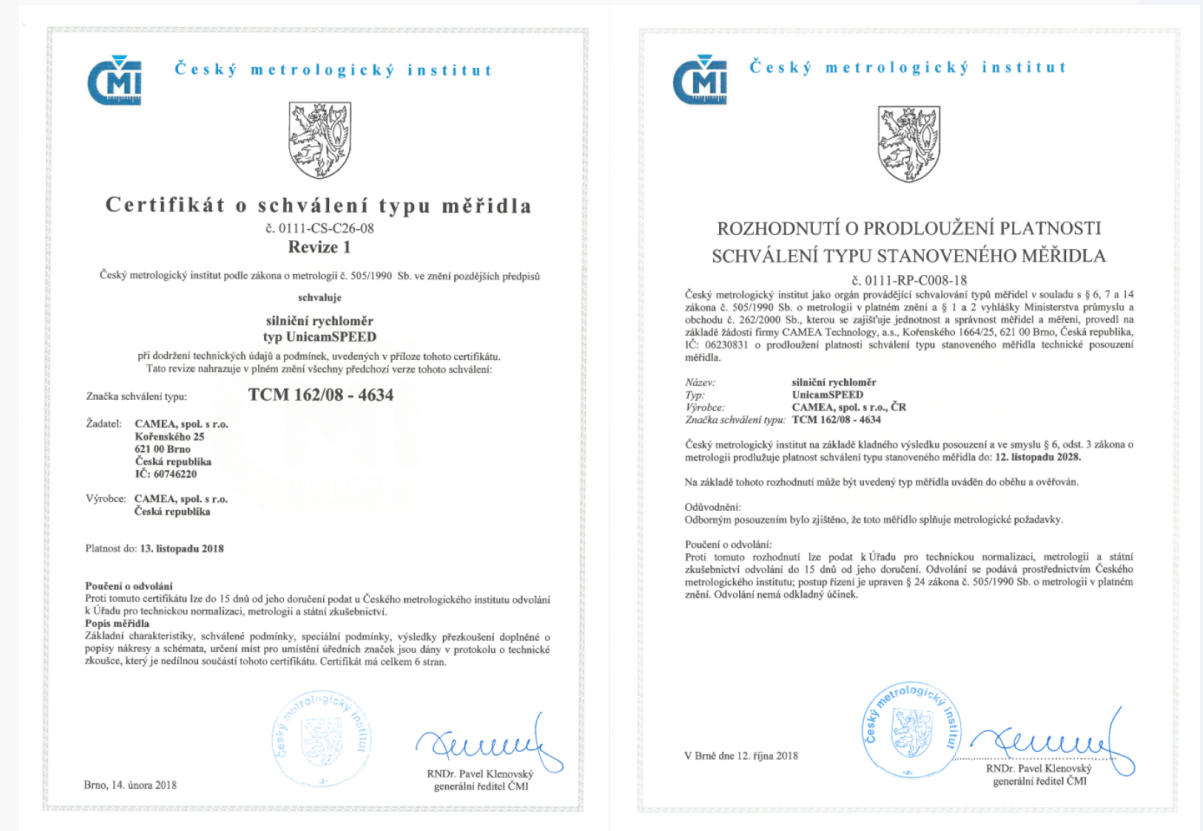 ČMI
Český metrologický institut
Certifikát o schválení typu měřidla
č. 0111-CS-C26-08
Revize 1
Český metrologický institut podle zákona o metrologii č. 505/1990 Sb. ve znění pozdějších předpisů
schvaluje
silniční rychloměr
typ UnicamSPEED
při dodržení technických údajů a podmínek, uvedených v příloze tohoto certifikátu.
Tato revize nahrazuje v plném znění všechny předchozí verze tohoto schválení:
Značka schválení typu: TCM 162/08 - 4634
Žadatel: CAMEA, spol. s r.o.
Kořenského 25
621 00 Brno
Česká republika
IČ: 60746220
Výrobce: CAMEA, spol. s r.o.
Česká republika
Platnost do: 13. listopadu 2018
Poučení o odvolání
Proti tomuto certifikátu lze do 15 dnů od jeho doručení podat u Českého metrologického institutu odvolání
k Úřadu pro technickou normalizaci, metrologii a státní zkušebnictví.
Popis měřidla
Základní charakteristiky, schválené podmínky, speciální podmínky, výsledky přezkoušení doplněné o
popisy nákresy a schémata, určení míst pro umístění úředních značek jsou dány v protokolu o technické
zkoušce, který je nedílnou součástí tohoto certifikátu. Certifikát má celkem 6 stran.
Český metrologický institut
RNDr. Pavel Klenovský
generální ředitel ČMI
Brno, 14. února 2018
ČMI
Český metrologický institut
ROZHODNUTÍ O PRODLOUŽENÍ PLATNOSTI
SCHVÁLENÍ TYPU STANOVENÉHO MĚŘIDLA
č. 0111-RP-C008-18
Český metrologický institut jako orgán provádějící schvalování typů měřidel v souladu s § 6, 7 a 14
zákona č. 505/1990 Sb. o metrologii v platném znění a § 1 a 2 vyhlášky Ministerstva průmyslu a
obchodu č. 262/2000 Sb., kterou se zajišťuje jednotnost a správnost měřidel a měření, provedl na
základě žádosti firmy CAMEA Technology, a.s., Kořenského 1664/25, 621 00 Brno, Česká republika,
IČ: 06230831 o prodloužení platnosti schválení typu stanoveného měřidla technické posouzení
měřidla.
Název: silniční rychloměr
Typ: UnicamSPEED
Výrobce: CAMEA, spol. s r.o., ČR
Značka schválení typu: TCM 162/08 - 4634
Český metrologický institut na základě kladného výsledku posouzení a ve smyslu § 6, odst. 3 zákona o
metrologii prodlužuje platnost schválení typu stanoveného měřidla do: 12. listopadu 2028.
Na základě tohoto rozhodnutí může být uvedený typ měřidla uváděn do oběhu a ověřován.
Odůvodnění:
Odborným posouzením bylo zjištěno, že toto měřidlo splňuje metrologické požadavky.
Poučení o odvolání:
Proti tomuto rozhodnutí lze podat k Úřadu pro technickou normalizaci, metrologii a státní
zkušebnictví odvolání do 15 dnů od jeho doručení. Odvolání se podává prostřednictvím Českého
metrologického institutu; postup řízení je upraven § 24 zákona č. 505/1990 Sb. o metrologii v platném
znění. Odvolání nemá odkladný účinek.
Český metrologický institut
V Brně dne 12. října 2018
RNDr. Pavel Klenovský
generální ředitel ČMI